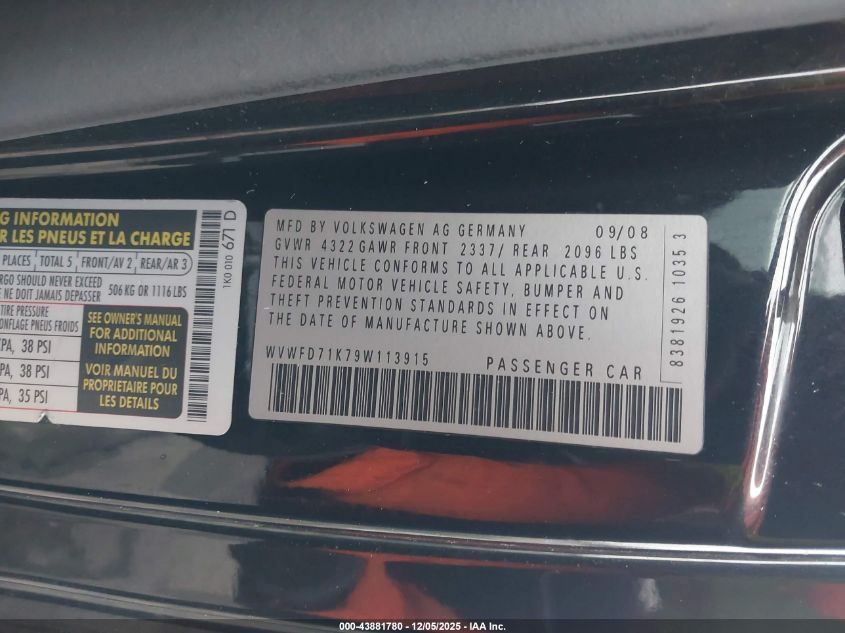 G INFORMATION
R LES PNEUS ET LA CHARGE
PLACES TOTAL 5 FRONT/AV 2 REAR/AR 3
RGO SHOULD NEVER EXCEED
NE DOIT JAMAIS DEPASSER 506 KG OR 1116 LBS
TIRE PRESSURE
ONFLAGE PNEUS FROIDS
PA, 38 PSI
PA, 38 PSI
PA, 35 PSI
SEE OWNER'S MANUAL
FOR ADDITIONAL
INFORMATION
VOIR MANUEL DU
PROPRIETAIRE POUR
LES DETAILS
1K0 010 671 D
MFD BY VOLKSWAGEN AG GERMANY 09/08
GVWR 4322 GAWR FRONT 2337/ REAR 2096 LBS
THIS VEHICLE CONFORMS TO ALL APPLICABLE U.S.
FEDERAL MOTOR VEHICLE SAFETY, BUMPER AND
THEFT PREVENTION STANDARDS IN EFFECT ON
THE DATE OF MANUFACTURE SHOWN ABOVE.
WVWFD71K79W113915 PASSENGER CAR
8381926 1035 3
000-43881780 - 12/05/2025 - IAA Inc.